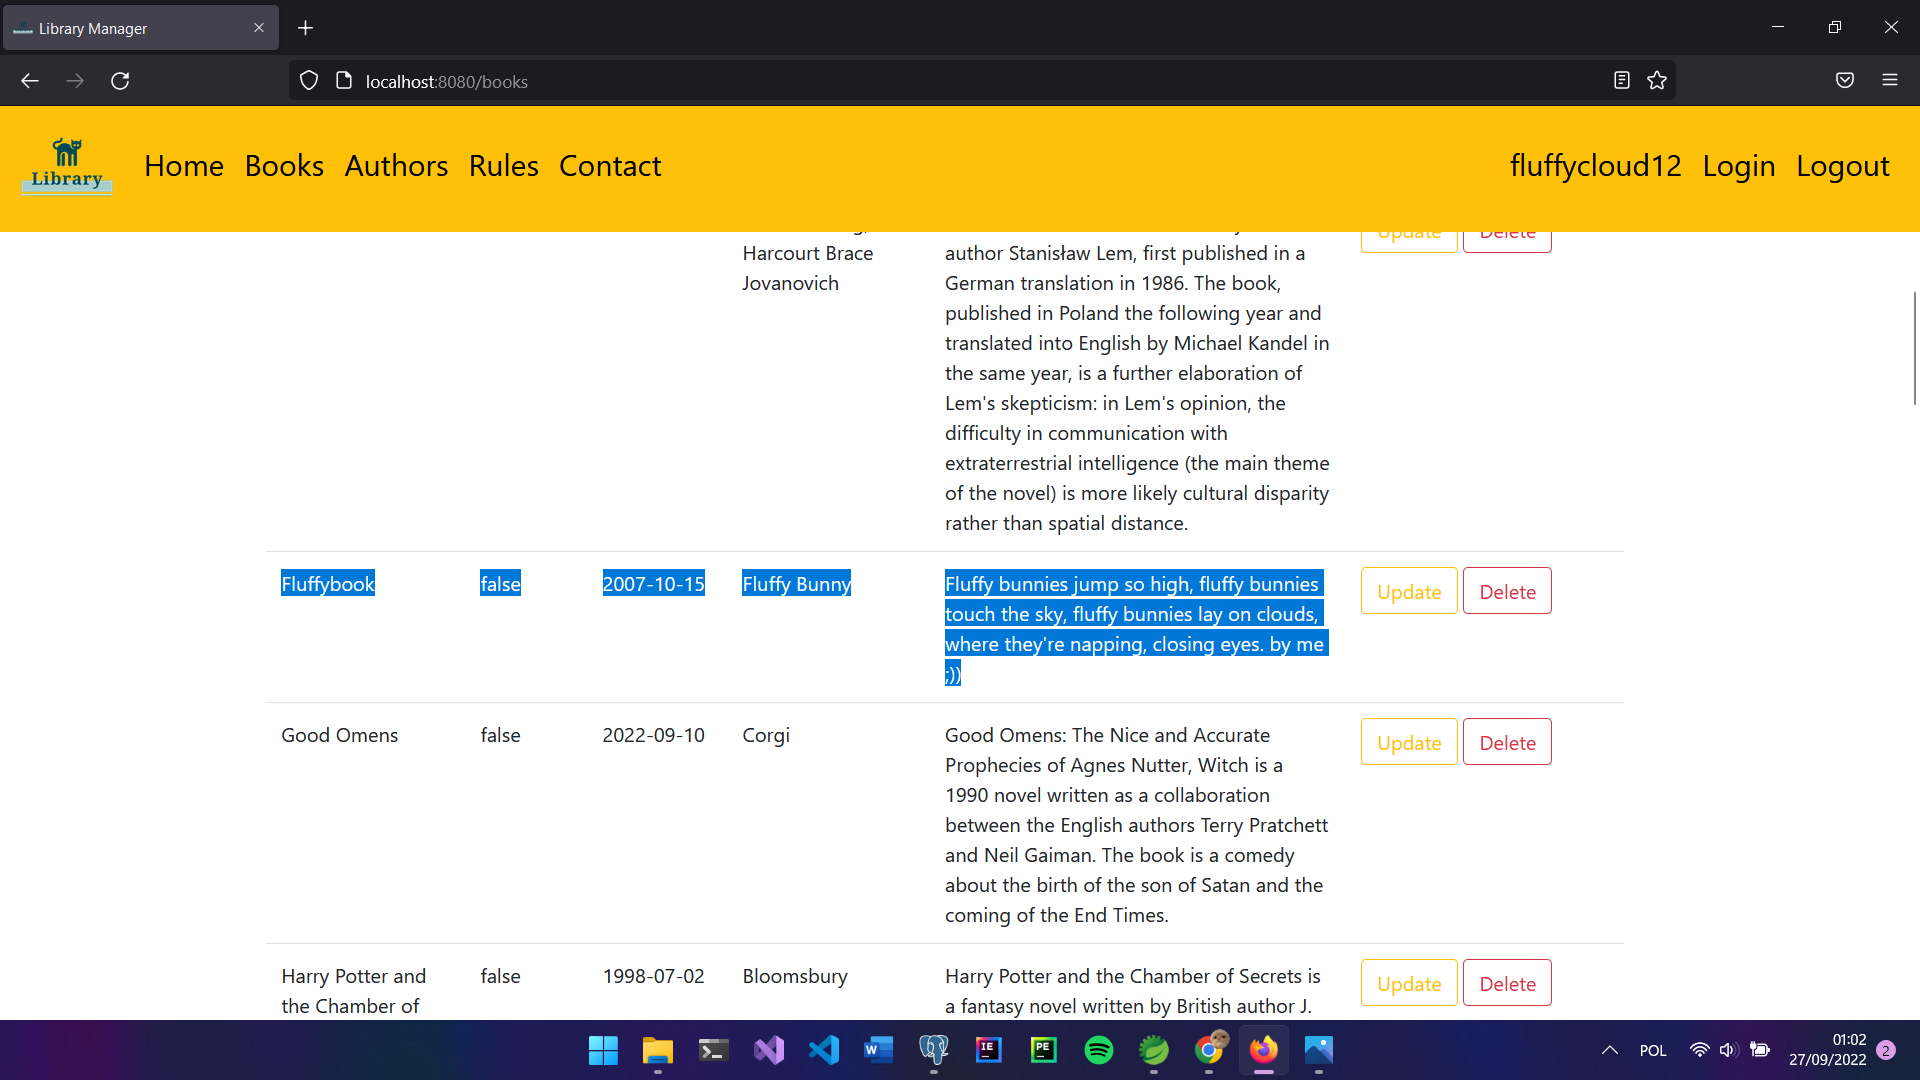 Library Manager
localhost:8080/books
Library
Home Books Authors Rules Contact
fluffycloud12 Login Logout
Update Delete
Harcourt Brace
Jovanovich
author Stanisław Lem, first published in a
German translation in 1986. The book,
published in Poland the following year and
translated into English by Michael Kandel in
the same year, is a further elaboration of
Lem's skepticism: in Lem's opinion, the
difficulty in communication with
extraterrestrial intelligence (the main theme
of the novel) is more likely cultural disparity
rather than spatial distance.
Fluffybook false 2007-10-15 Fluffy Bunny
Fluffy bunnies jump so high, fluffy bunnies
touch the sky, fluffy bunnies lay on clouds,
where they're napping, closing eyes. by me
;))
Update Delete
Good Omens false 2022-09-10 Corgi
Good Omens: The Nice and Accurate
Prophecies of Agnes Nutter, Witch is a
1990 novel written as a collaboration
between the English authors Terry Pratchett
and Neil Gaiman. The book is a comedy
about the birth of the son of Satan and the
coming of the End Times.
Update Delete
Harry Potter and
the Chamber of
false 1998-07-02 Bloomsbury
Harry Potter and the Chamber of Secrets is
a fantasy novel written by British author J.
Update Delete
IE
PE
POL
01:02
27/09/2022
2